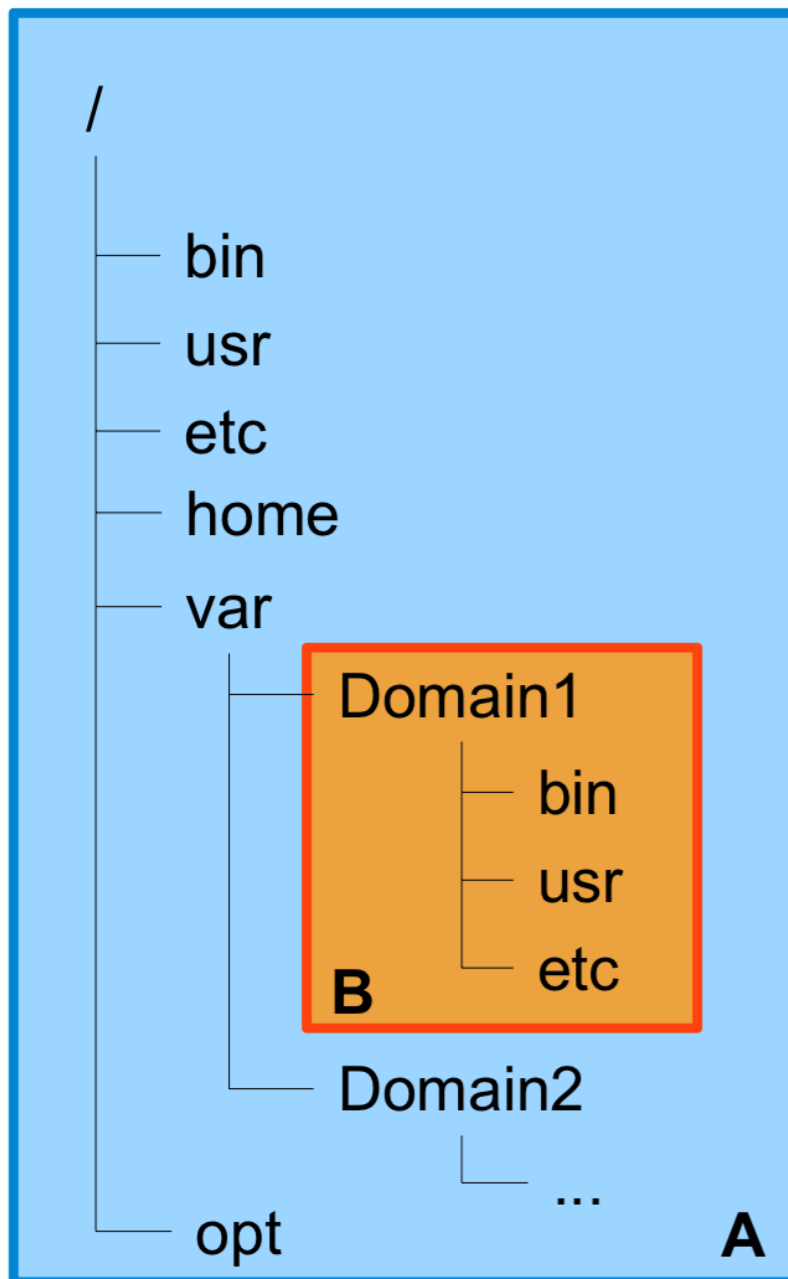 /
bin
usr
etc
home
var
Domain1
bin
usr
etc
B
Domain2
...
opt
A